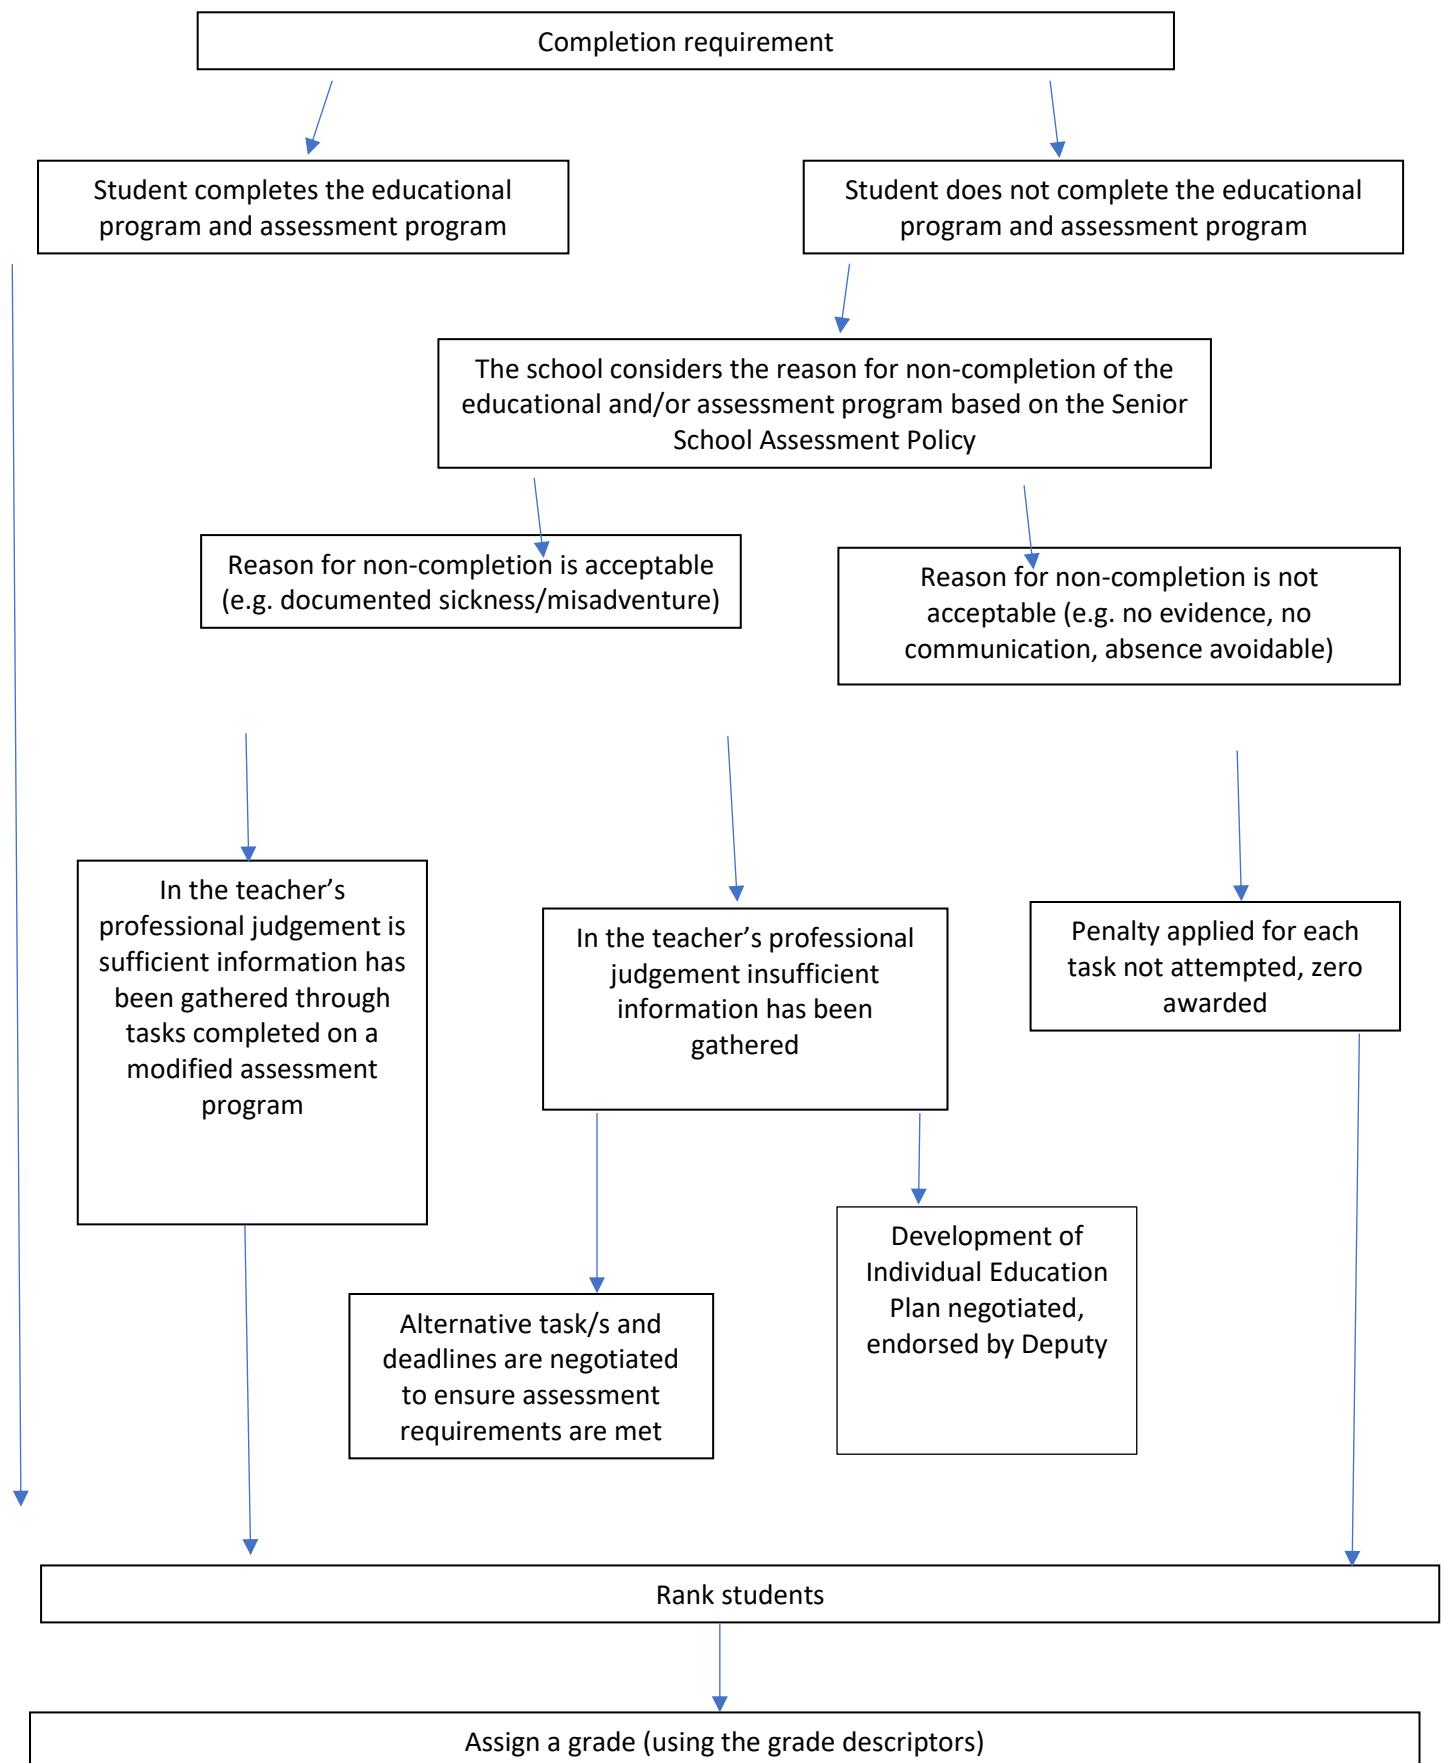 Completion requirement
Student completes the educational
program and assessment program
Student does not complete the educational
program and assessment program
The school considers the reason for non-completion of the
educational and/or assessment program based on the Senior
School Assessment Policy
Reason for non-completion is acceptable
(e.g. documented sickness/misadventure)
Reason for non-completion is not
acceptable (e.g. no evidence, no
communication, absence avoidable)
In the teacher’s
professional judgement is
sufficient information has
been gathered through
tasks completed on a
modified assessment
program
In the teacher’s professional
judgement insufficient
information has been
gathered
Penalty applied for each
task not attempted, zero
awarded
Alternative task/s and
deadlines are negotiated
to ensure assessment
requirements are met
Development of
Individual Education
Plan negotiated,
endorsed by Deputy
Rank students
Assign a grade (using the grade descriptors)